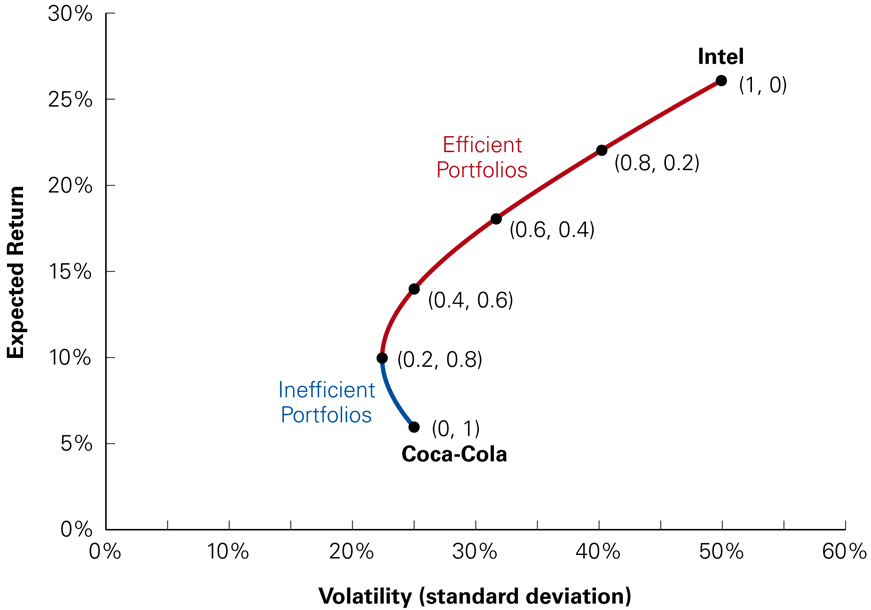 30%
Intel
25%
(1, 0)
Efficient
Portfolios
(0.8, 0.2)
20%
(0.6, 0.4)
15%
(0.4, 0.6)
Expected Return
10%
(0.2, 0.8)
Inefficient
Portfolios
5%
(0, 1)
Coca-Cola
0%
0% 10% 20% 30% 40% 50% 60%
Volatility (standard deviation)